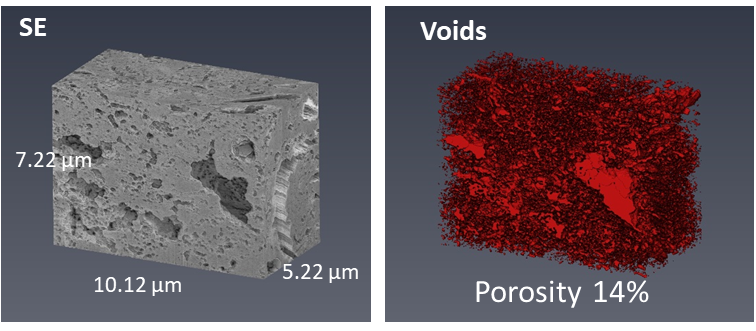 SE
7.22 µm
10.12 µm
5.22 µm
Voids
Porosity 14%